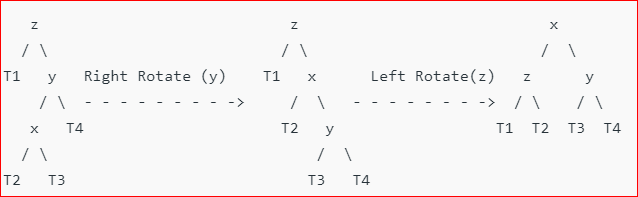 z                              z                              x
  / \                            / \                            /  \
T1   y   Right Rotate (y)    T1   x      Left Rotate(z)   z      y
    / \  - - - - - - - - ->      /  \   - - - - - - - ->  / \    / \
   x   T4                      T2   y                  T1  T2  T3  T4
  / \                              /  \
T2   T3                           T3   T4